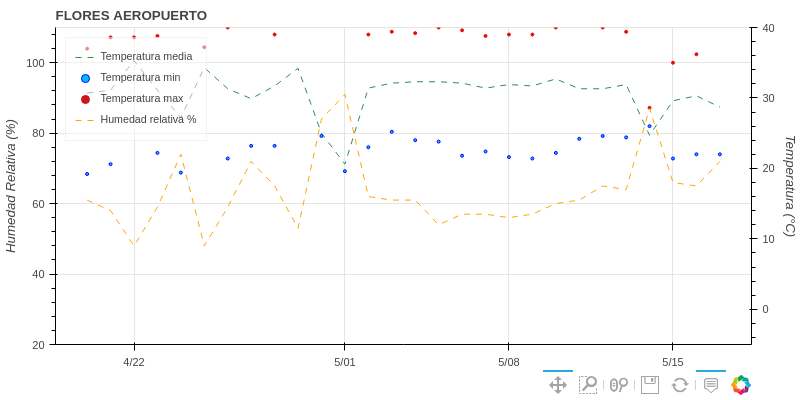 FLORES AEROPUERTO
Temperatura media
Temperatura min
Temperatura max
Humedad relativa %
Humedad Relativa (%)
100
80
60
40
20
40
30
20
10
0
Temperatura (°C)
4/22
5/01
5/08
5/15